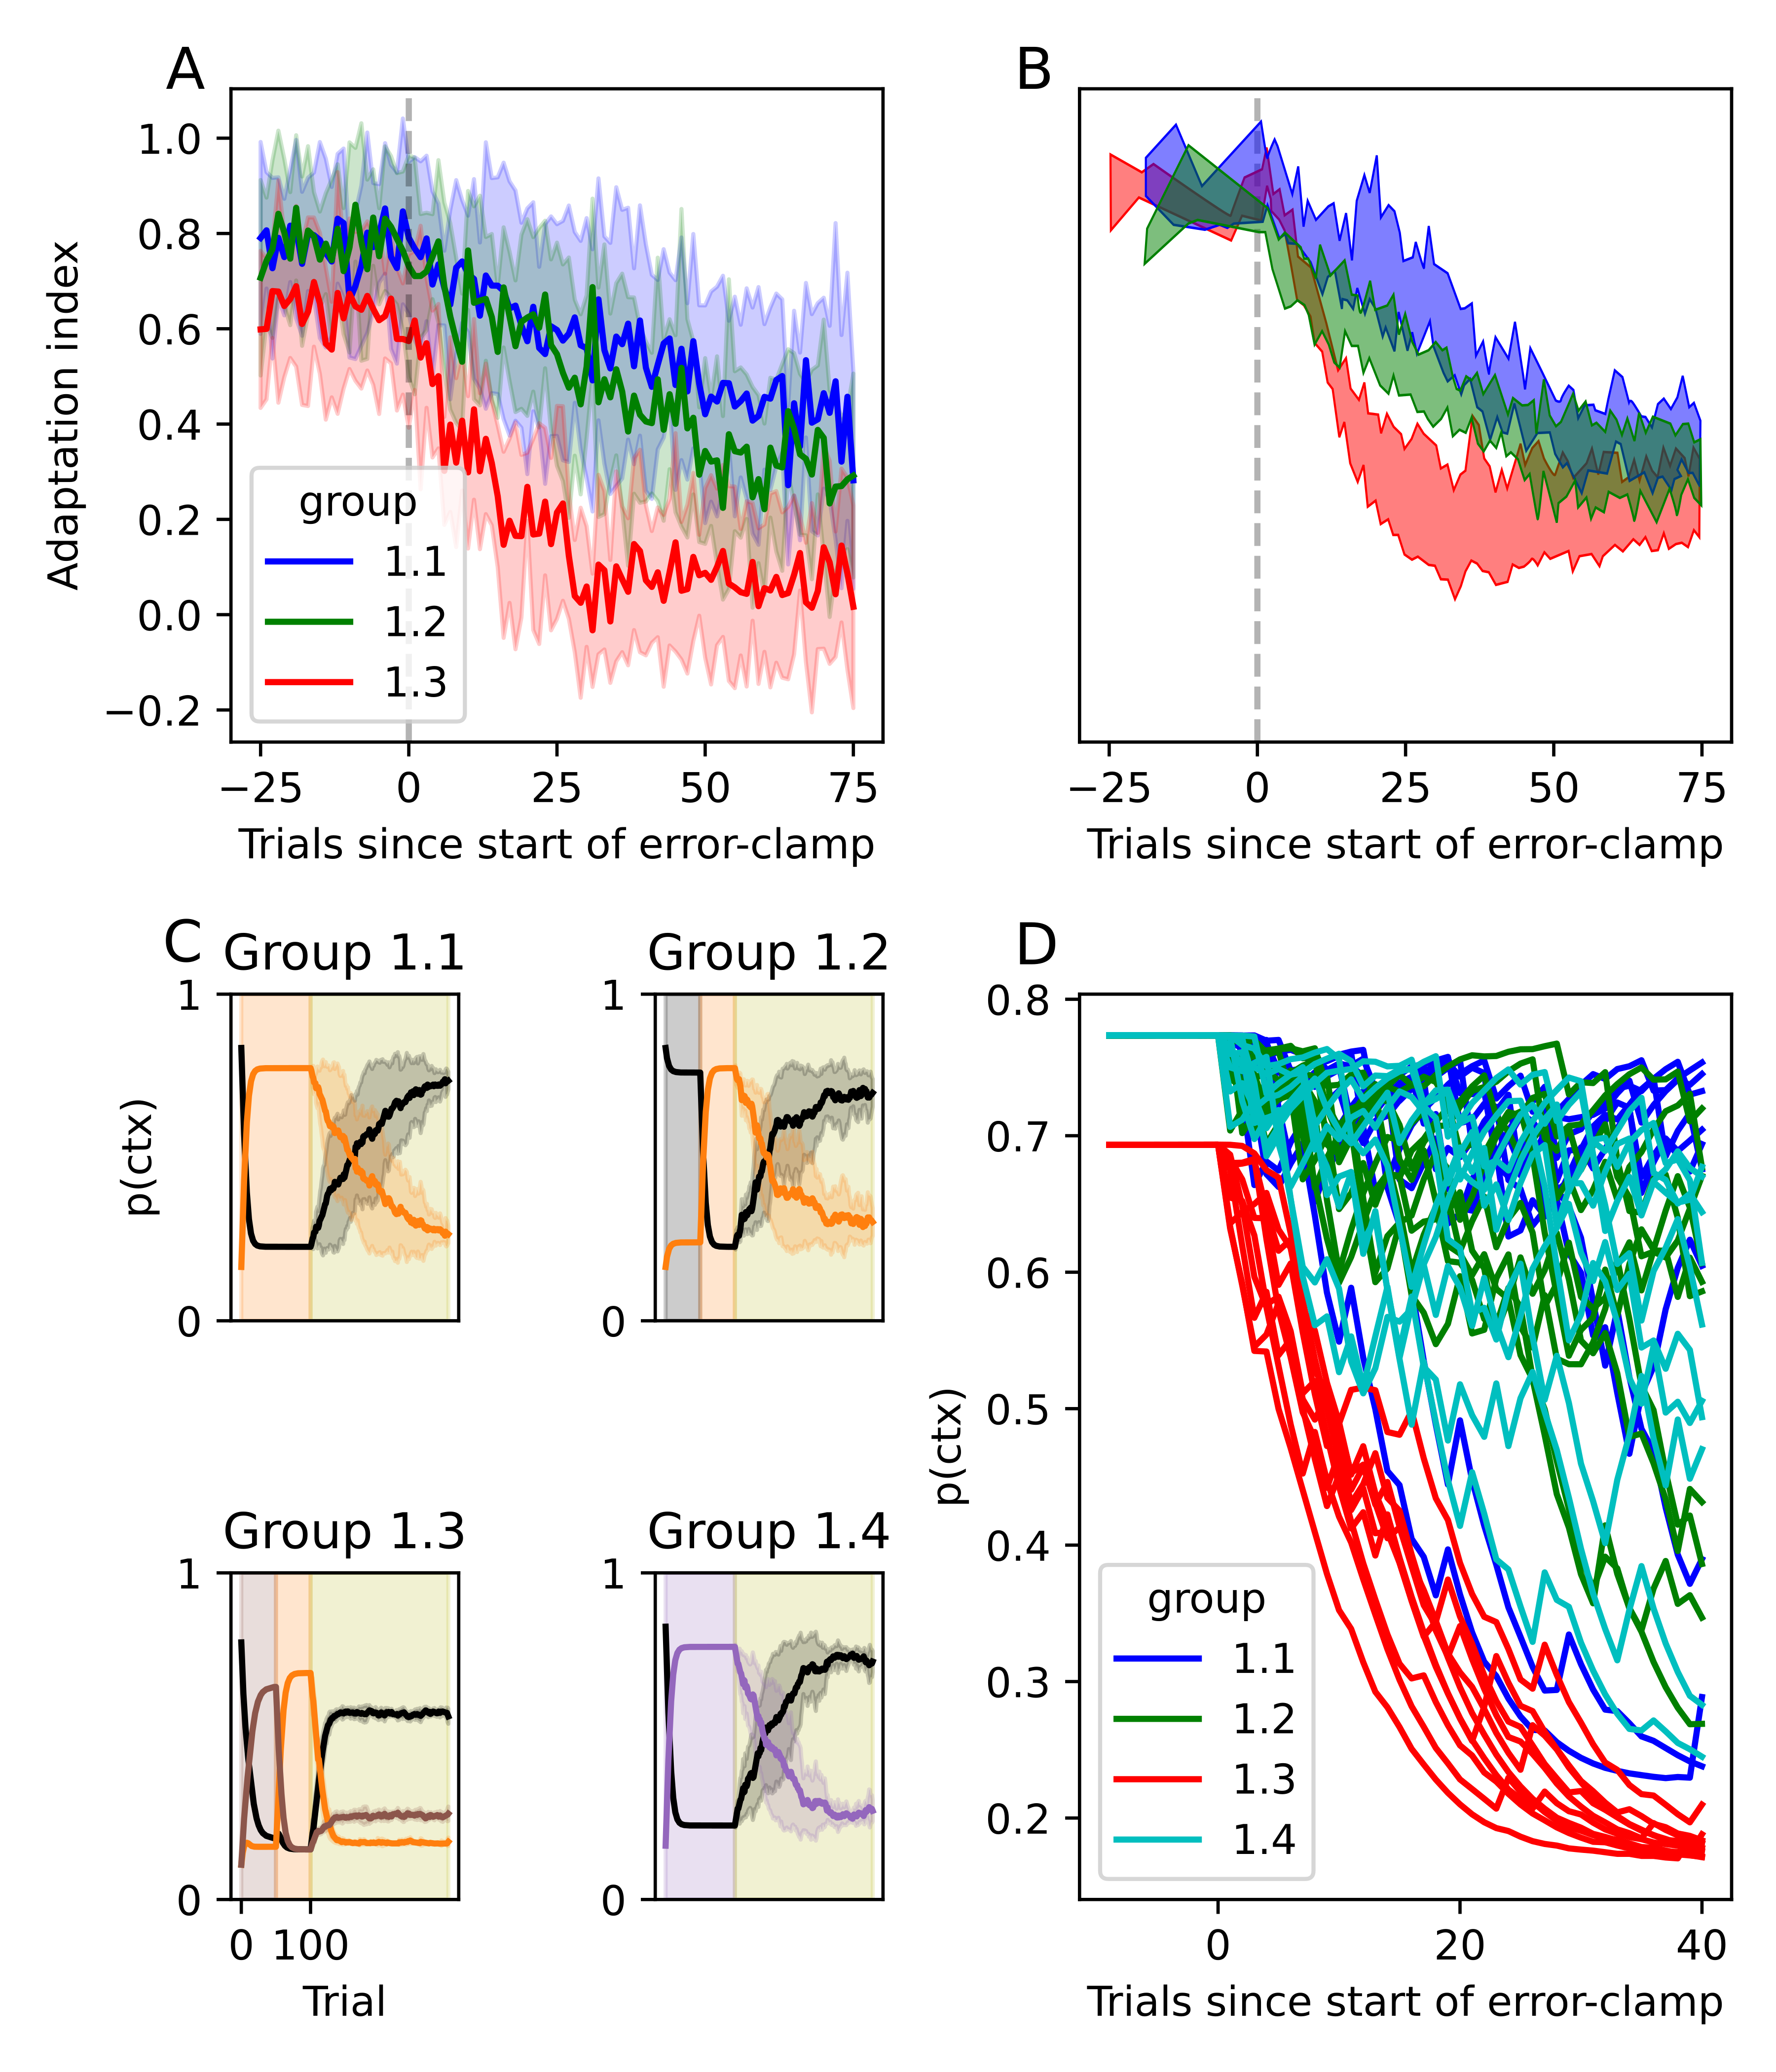 A
Adaptation index
1.0
0.8
0.6
0.4
0.2
0.0
−0.2
group
1.1
1.2
1.3
−25 0 25 50 75
Trials since start of error-clamp
B
−25 0 25 50 75
Trials since start of error-clamp
C
Group 1.1
p(ctx)
1
0
Group 1.2
1
0
Group 1.3
1
0
0 100
Trial
Group 1.4
1
0
D
p(ctx)
0.8
0.7
0.6
0.5
0.4
0.3
0.2
group
1.1
1.2
1.3
1.4
0 20 40
Trials since start of error-clamp